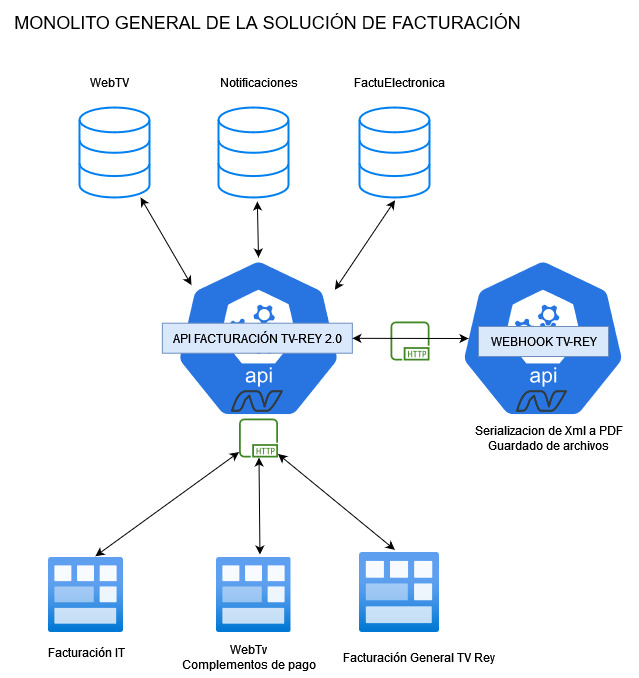 MONOLITO GENERAL DE LA SOLUCIÓN DE FACTURACIÓN
WebTV
Notificaciones
FactuElectronica
API FACTURACIÓN TV-REY 2.0
api
HTTP
WEBHOOK TV-REY
api
Serializacion de Xml a PDF
Guardado de archivos
HTTP
Facturación IT
WebTv
Complementos de pago
Facturación General TV Rey